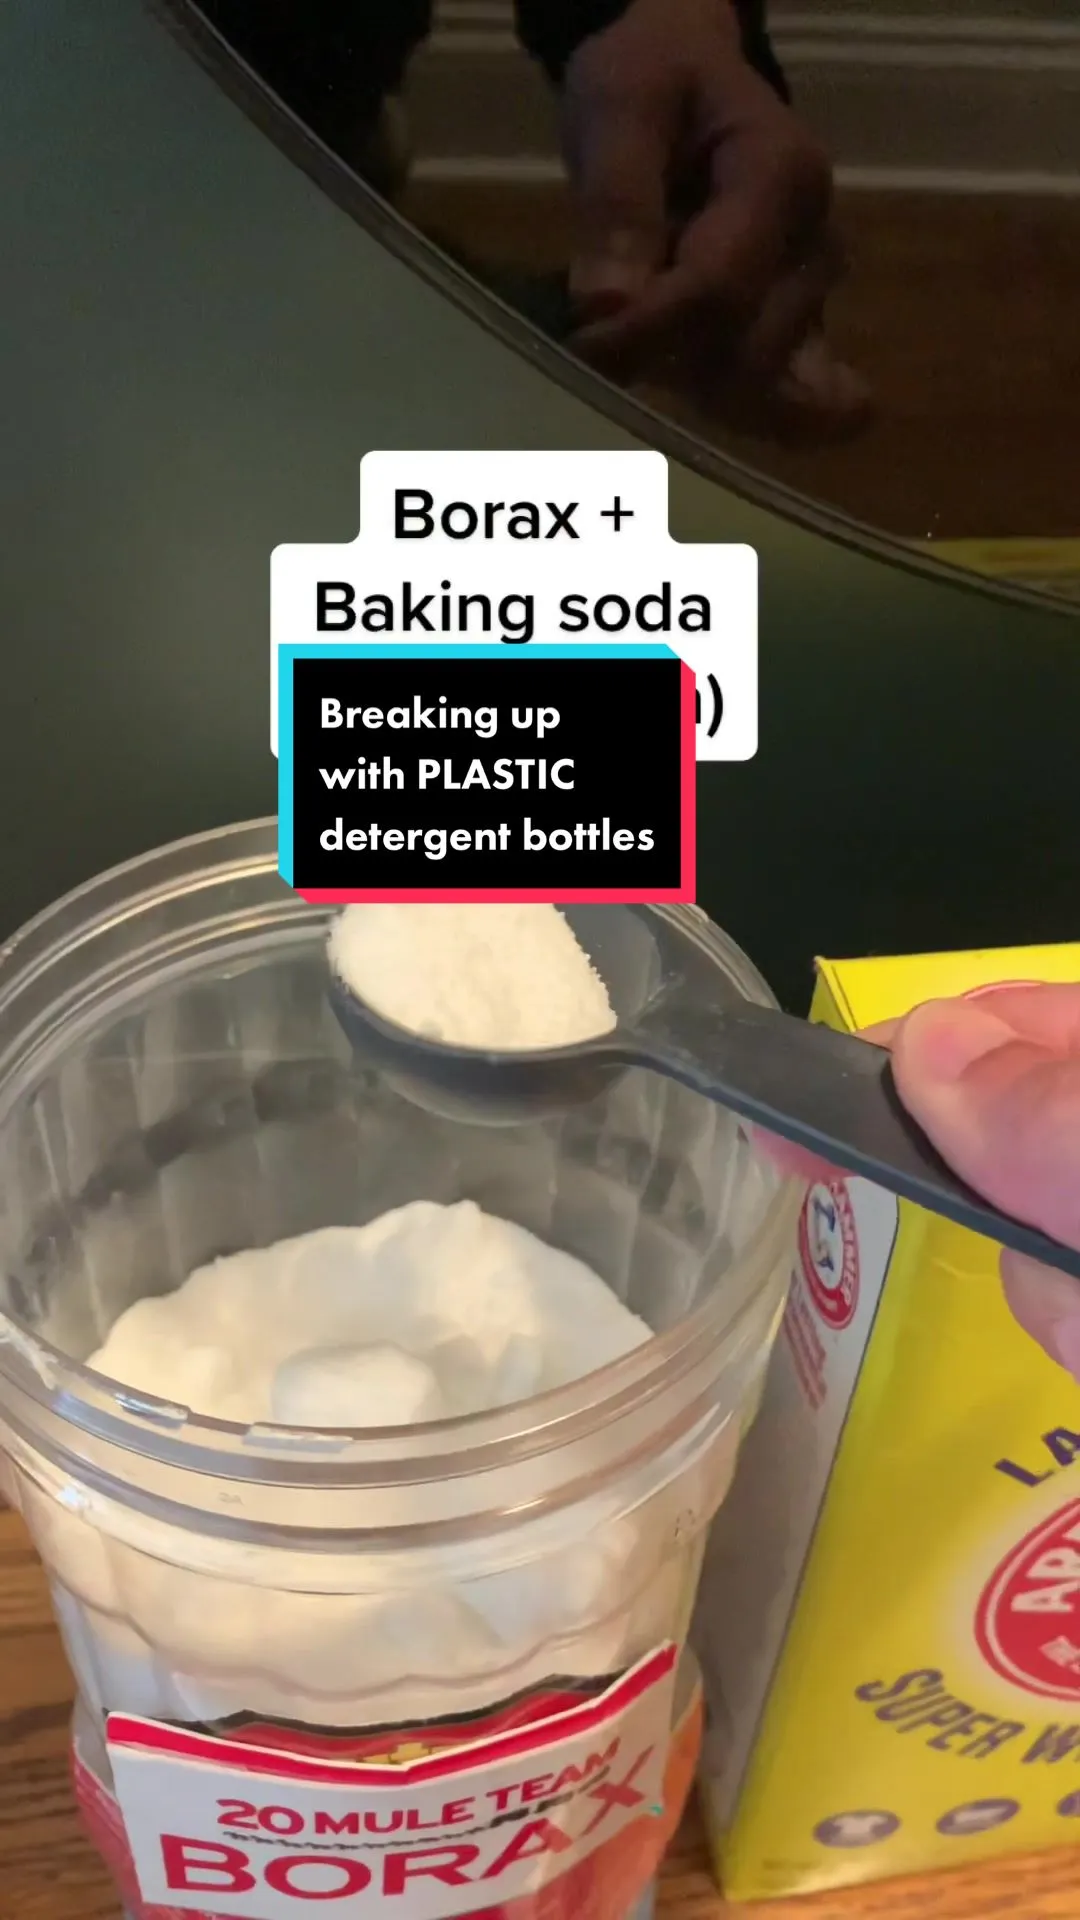 Borax +
Baking soda
Breaking up
with PLASTIC
detergent bottles
20 MULE TEAM
BORAX
SUPER